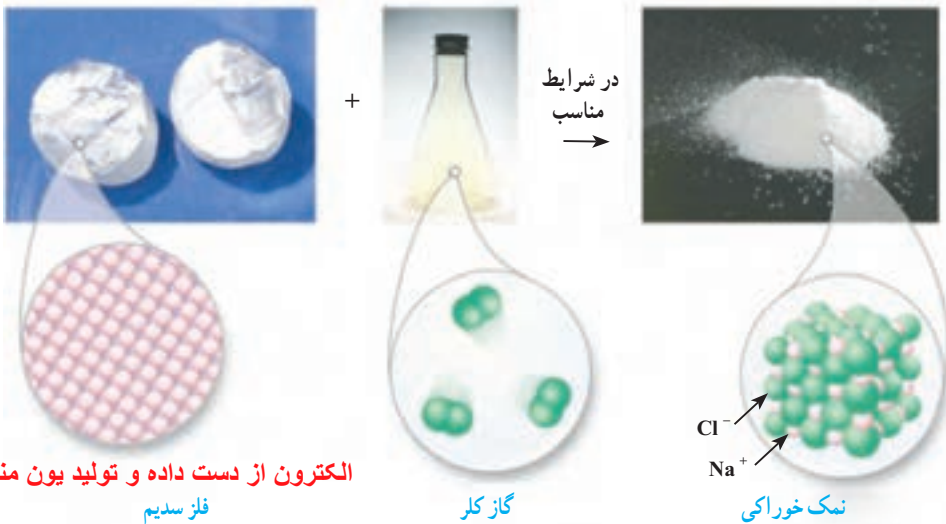 +
در شرایط
مناسب
→
Cl⁻
Na⁺
الکترون از دست داده و تولید یون
فلز سدیم
گاز کلر
نمک خوراکی